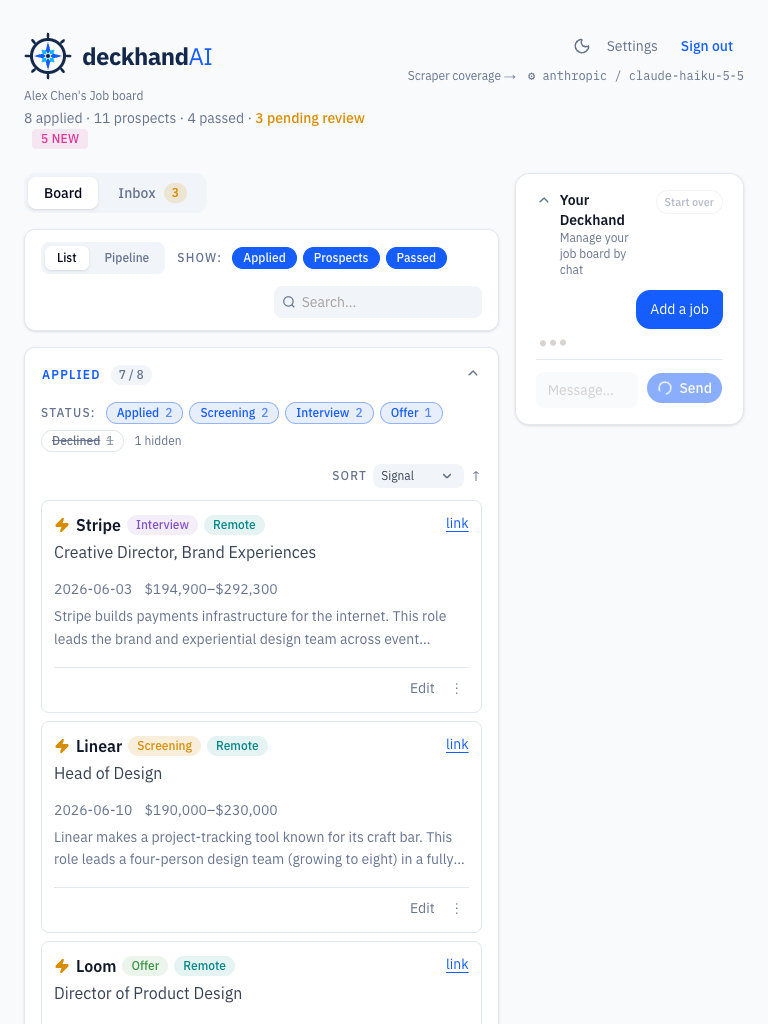 deckhandAI
Settings
Sign out
Scraper coverage → ⚙ anthropic / claude-haiku-5-5
Alex Chen's Job board
8 applied · 11 prospects · 4 passed · 3 pending review
5 NEW
Board
Inbox 3
List
Pipeline
SHOW:
Applied
Prospects
Passed
Search...
APPLIED 7 / 8
STATUS:
Applied 2
Screening 2
Interview 2
Offer 1
Declined 1
1 hidden
SORT
Signal
↑
Stripe
Interview
Remote
link
Creative Director, Brand Experiences
2026-06-03 $194,900–$292,300
Stripe builds payments infrastructure for the internet. This role
leads the brand and experiential design team across event...
Edit ⋮
Linear
Screening
Remote
link
Head of Design
2026-06-10 $190,000–$230,000
Linear makes a project-tracking tool known for its craft bar. This
role leads a four-person design team (growing to eight) in a fully...
Edit ⋮
Loom
Offer
Remote
link
Director of Product Design
Your
Deckhand
Start over
Manage your
job board by
chat
Add a job
Message...
Send